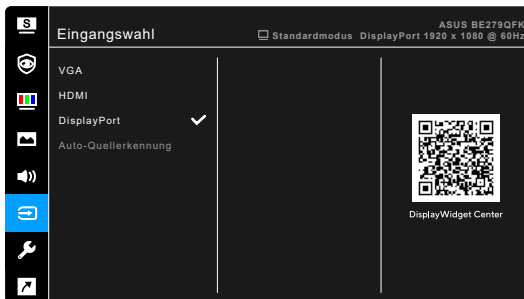 S
Eingangswahl
ASUS BE279QFK
Standardmodus DisplayPort 1920 x 1080 @ 60Hz
VGA
HDMI
DisplayPort
Auto-Quellerkennung
DisplayWidget Center